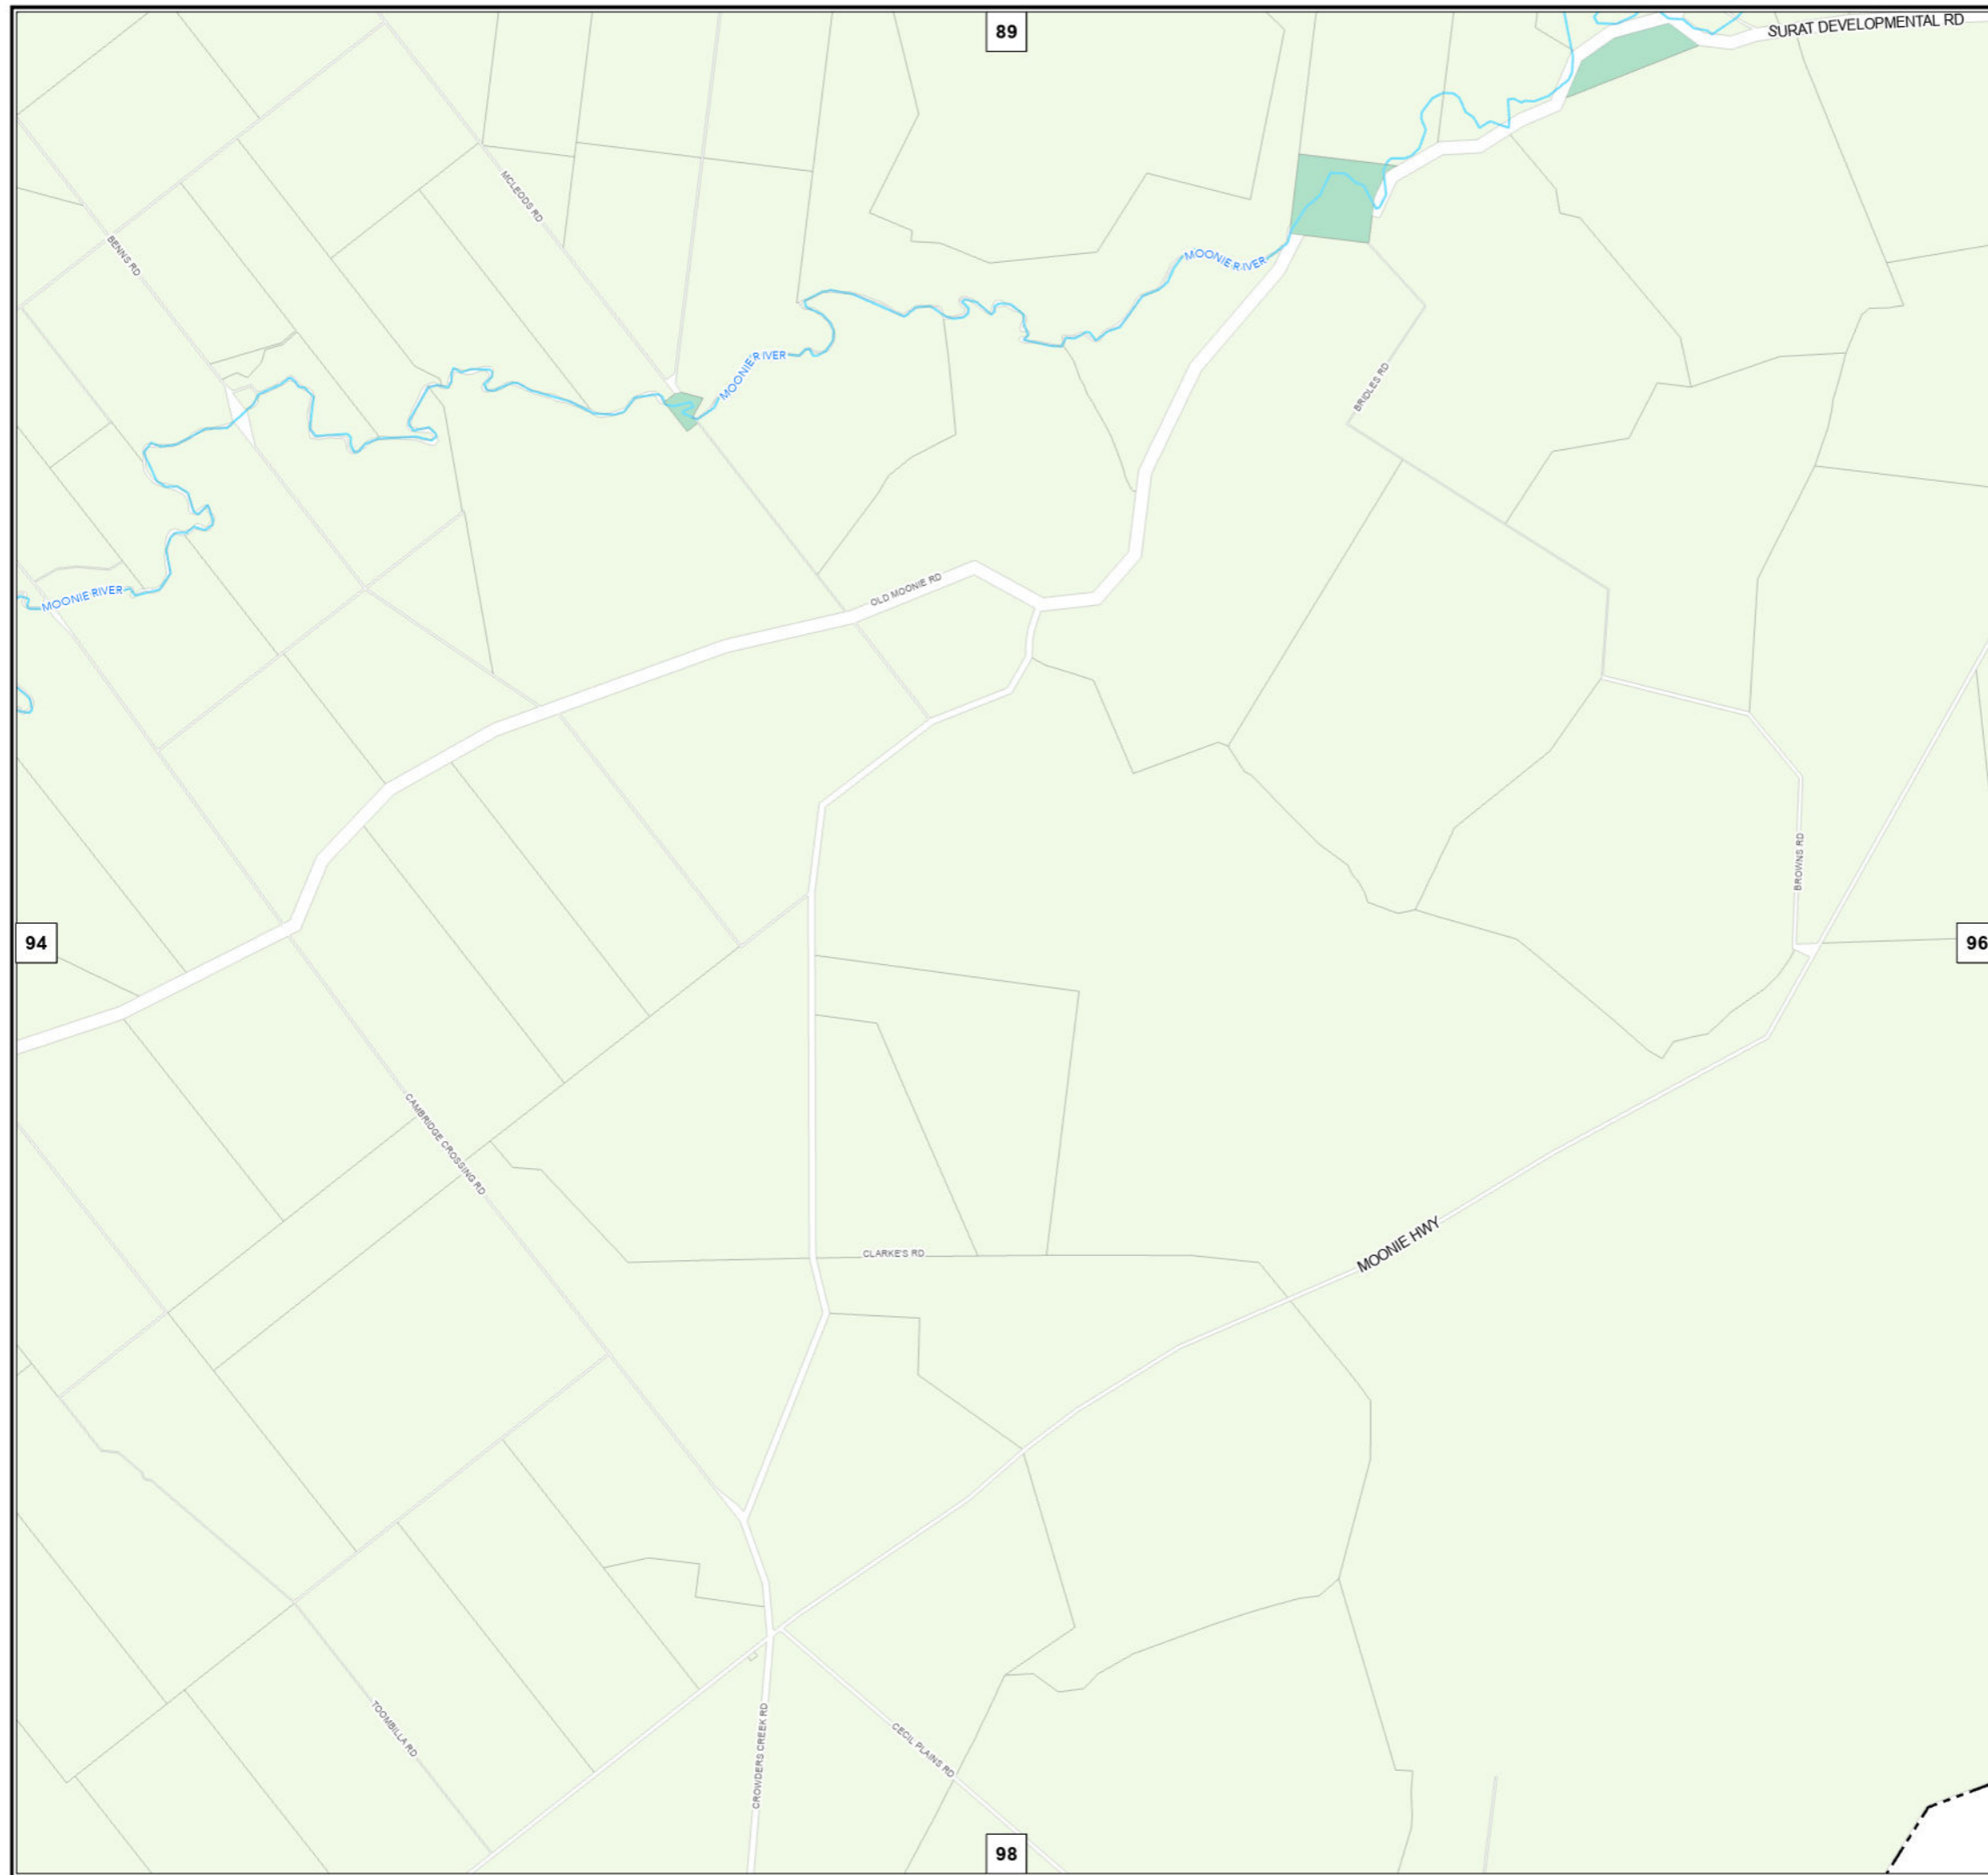 89
SURAT DEVELOPMENTAL RD
MCLEODS RD
BENNS RD
MOONIE RIVER
MOONIE RIVER
BRIDLES RD
OLD MOONIE RD
MOONIE RIVER
BROWNS RD
94
96
CAMBRIDGE CROSSING RD
CLARKE'S RD
MOONIE HWY
TOOMBILLA RD
CROWDERS CREEK RD
CECIL PLAINS RD
98